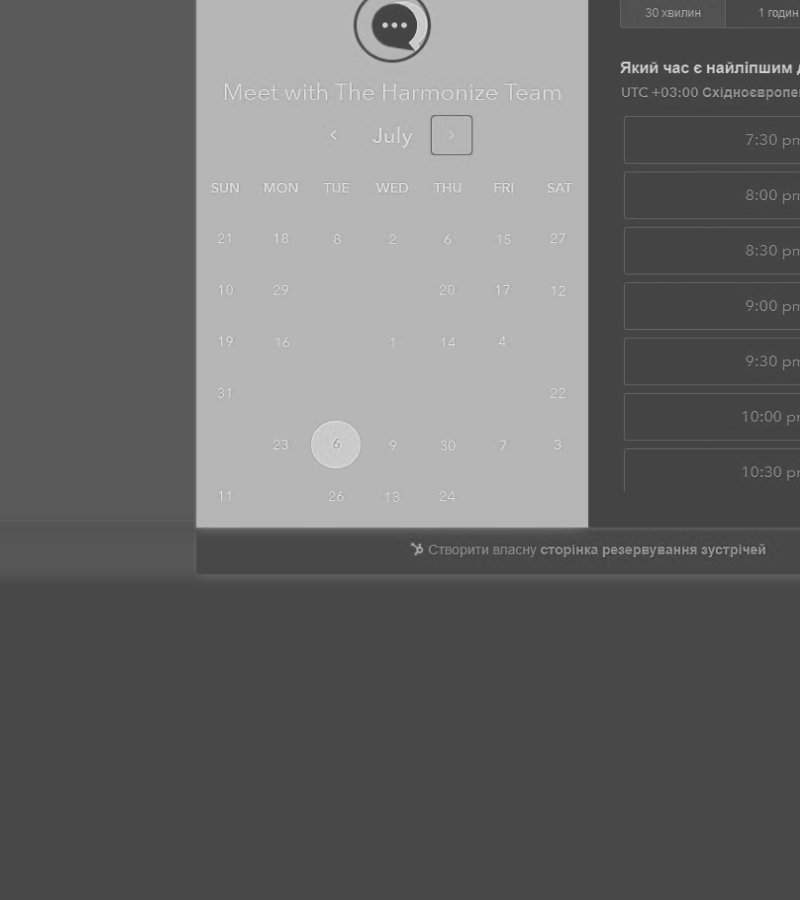 30 хвилин 1 годин
Meet with The Harmonize Team
Який час є найліпшим
UTC +03:00 Східноєвропе
< July >
7:30 pm
SUN MON TUE WED THU FRI SAT
8:00 pm
21 18 8 2 6 15 27
8:30 pm
10 29 20 17 12
9:00 pm
19 16 1 14 4
9:30 pm
31 22
10:00 pm
23 6 9 30 7 3
10:30 pm
11 26 13 24
Створити власну сторінка резервування зустрічей